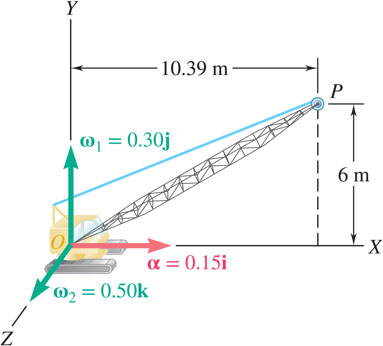 Y
10.39 m
P
ω₁ = 0.30j
6 m
O
X
α = 0.15i
ω₂ = 0.50k
Z